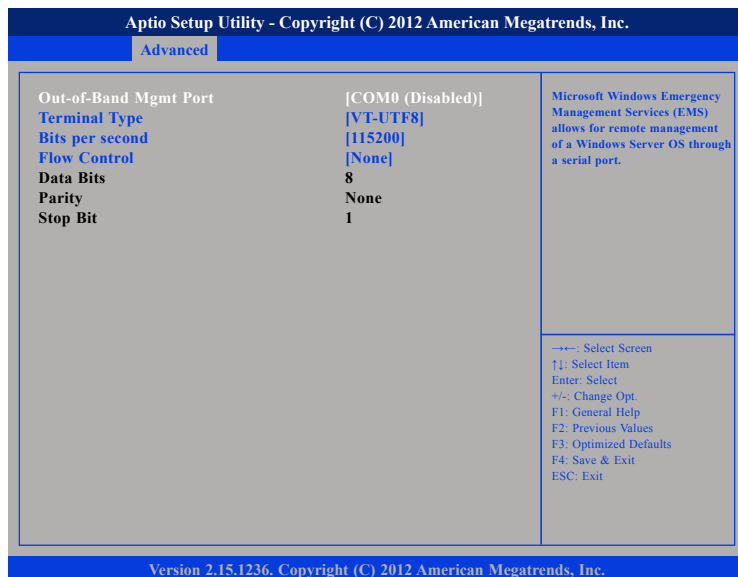 Aptio Setup Utility - Copyright (C) 2012 American Megatrends, Inc.
Advanced
Out-of-Band Mgmt Port [COM0 (Disabled)]
Terminal Type [VT-UTF8]
Bits per second [115200]
Flow Control [None]
Data Bits 8
Parity None
Stop Bit 1
Microsoft Windows Emergency
Management Services (EMS)
allows for remote management
of a Windows Server OS through
a serial port.
→←: Select Screen
↑↓: Select Item
Enter: Select
+/-: Change Opt.
F1: General Help
F2: Previous Values
F3: Optimized Defaults
F4: Save & Exit
ESC: Exit
Version 2.15.1236. Copyright (C) 2012 American Megatrends, Inc.